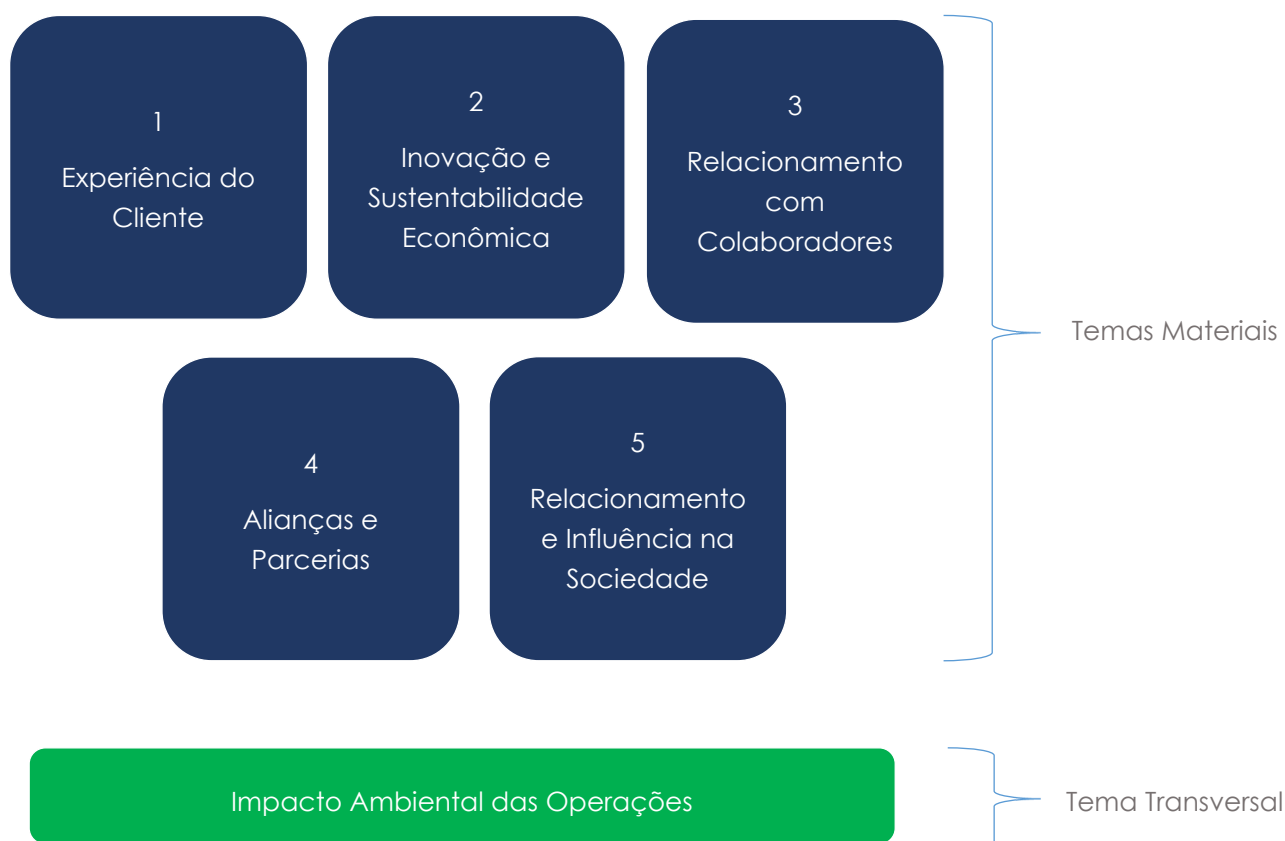 1
Experiência do
Cliente
2
Inovação e
Sustentabilidade
Econômica
3
Relacionamento
com
Colaboradores
4
Alianças e
Parcerias
5
Relacionamento
e Influência na
Sociedade
Temas Materiais
Impacto Ambiental das Operações
Tema Transversal